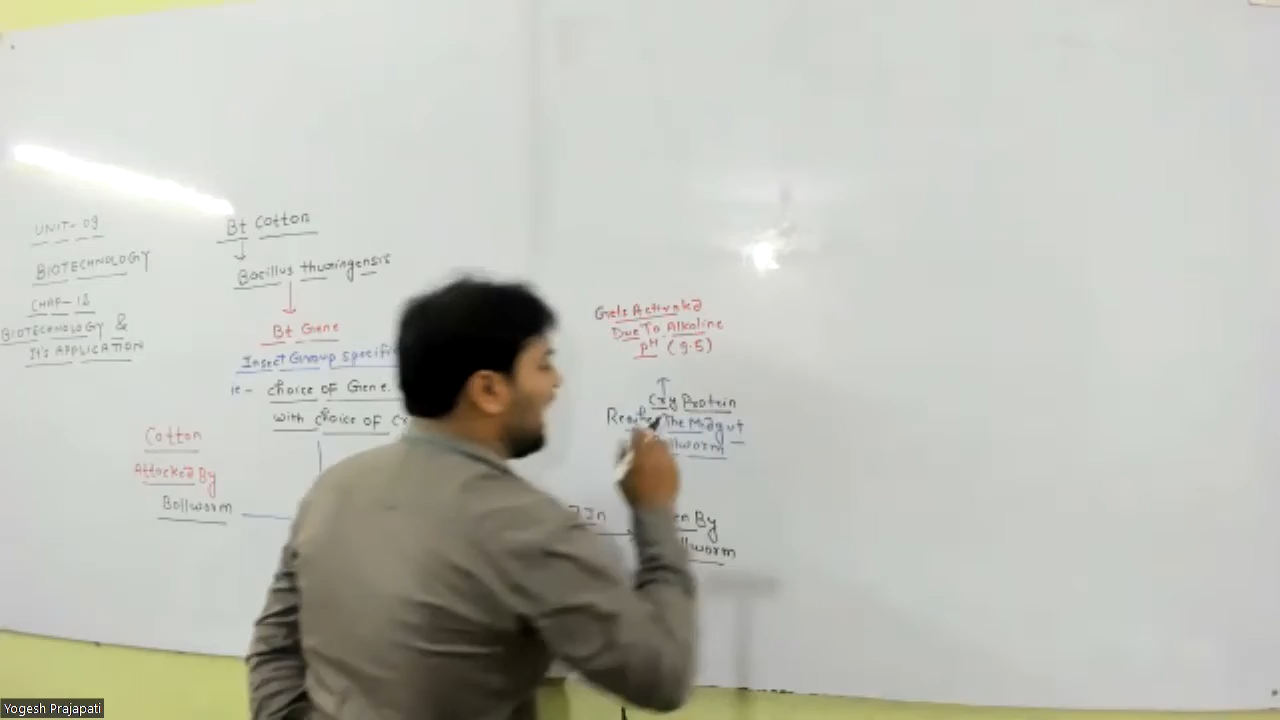 UNIT-09
BIOTECHNOLOGY
CHAP-12
BIOTECHNOLOGY &
It's APPLICATION
Bt Cotton
Bacillus thuringensis
Bt Gene
Insect Group specific
ie- choice of Gene.
with choice of Cr
Cotton
Attacked By
Bollworm
Gets Activated
Due To Alkaline
pH (9.5)
Cry Protein
The Midgut
In
By
Yogesh Prajapati